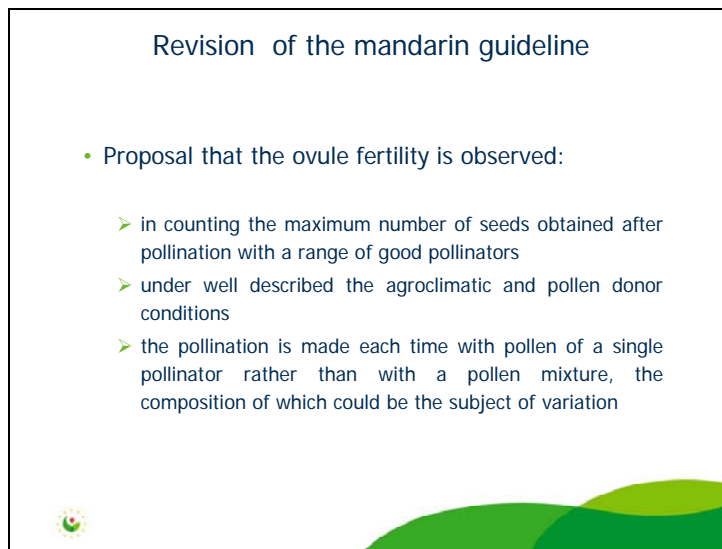 Revision of the mandarin guideline
• Proposal that the ovule fertility is observed:
➢ in counting the maximum number of seeds obtained after
pollination with a range of good pollinators
➢ under well described the agroclimatic and pollen donor
conditions
➢ the pollination is made each time with pollen of a single
pollinator rather than with a pollen mixture, the
composition of which could be the subject of variation